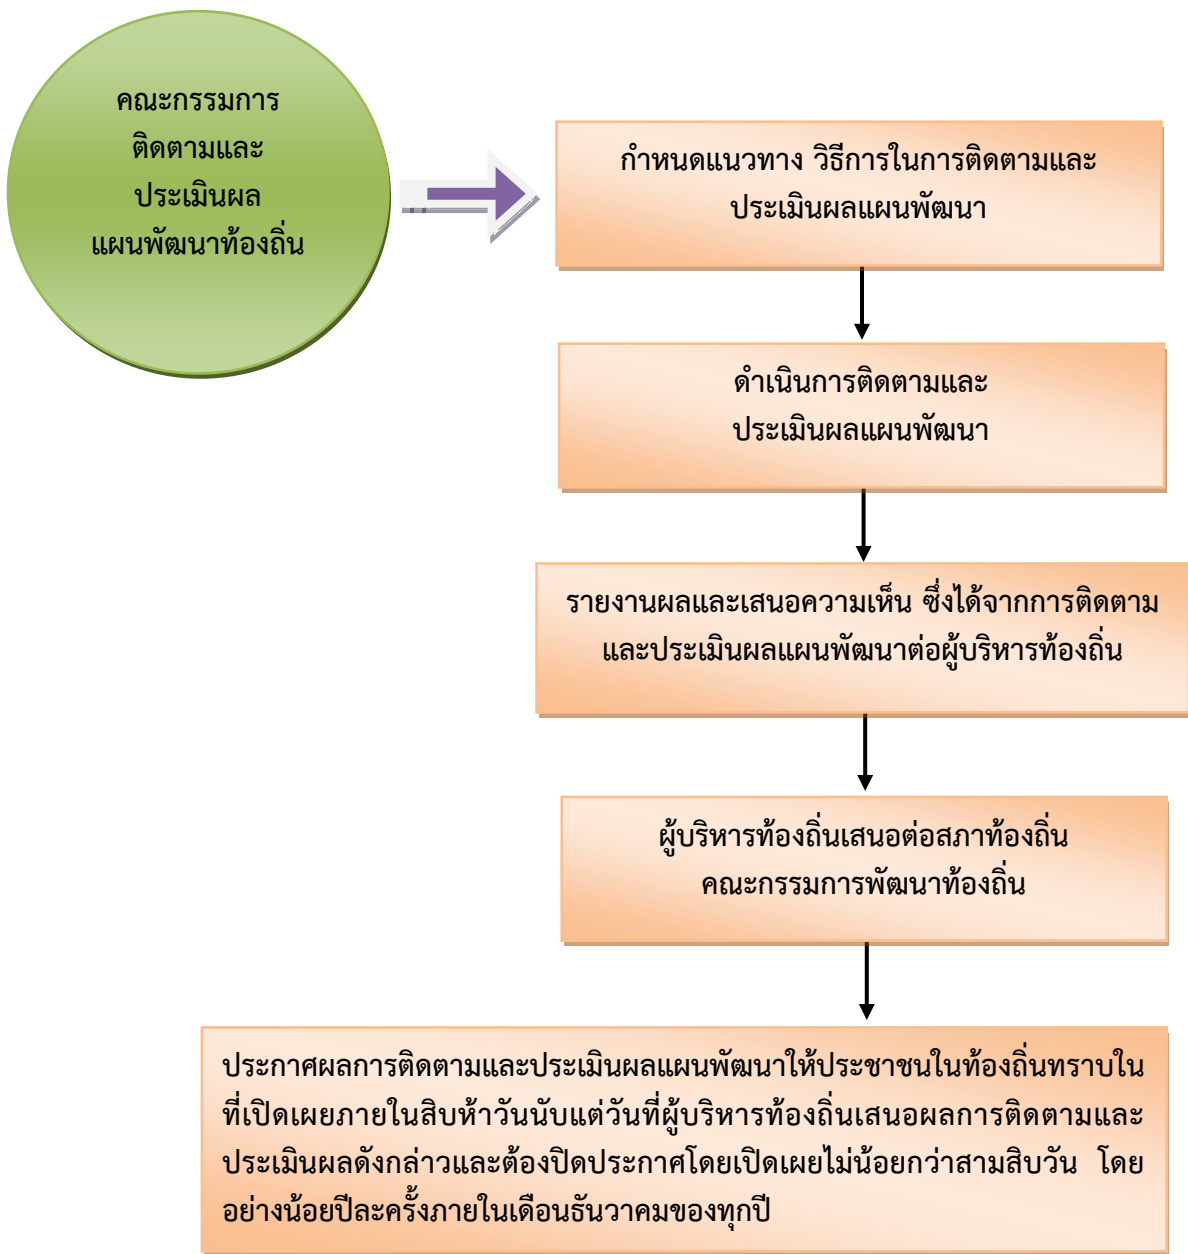 คณะกรรมการ
ติดตามและ
ประเมินผล
แผนพัฒนาท้องถิ่น
กำหนดแนวทาง วิธีการในการติดตามและ
ประเมินผลแผนพัฒนา
ดำเนินการติดตามและ
ประเมินผลแผนพัฒนา
รายงานผลและเสนอความเห็น ซึ่งได้จากการติดตาม
และประเมินผลแผนพัฒนาต่อผู้บริหารท้องถิ่น
ผู้บริหารท้องถิ่นเสนอต่อสภาท้องถิ่น
คณะกรรมการพัฒนาท้องถิ่น
ประกาศผลการติดตามและประเมินผลแผนพัฒนาให้ประชาชนในท้องถิ่นทราบใน
ที่เปิดเผยภายในสิบห้าวันนับแต่วันที่ผู้บริหารท้องถิ่นเสนอผลการติดตามและ
ประเมินผลดังกล่าวและต้องปิดประกาศโดยเปิดเผยไม่น้อยกว่าสามสิบวัน โดย
อย่างน้อยปีละครั้งภายในเดือนธันวาคมของทุกปี